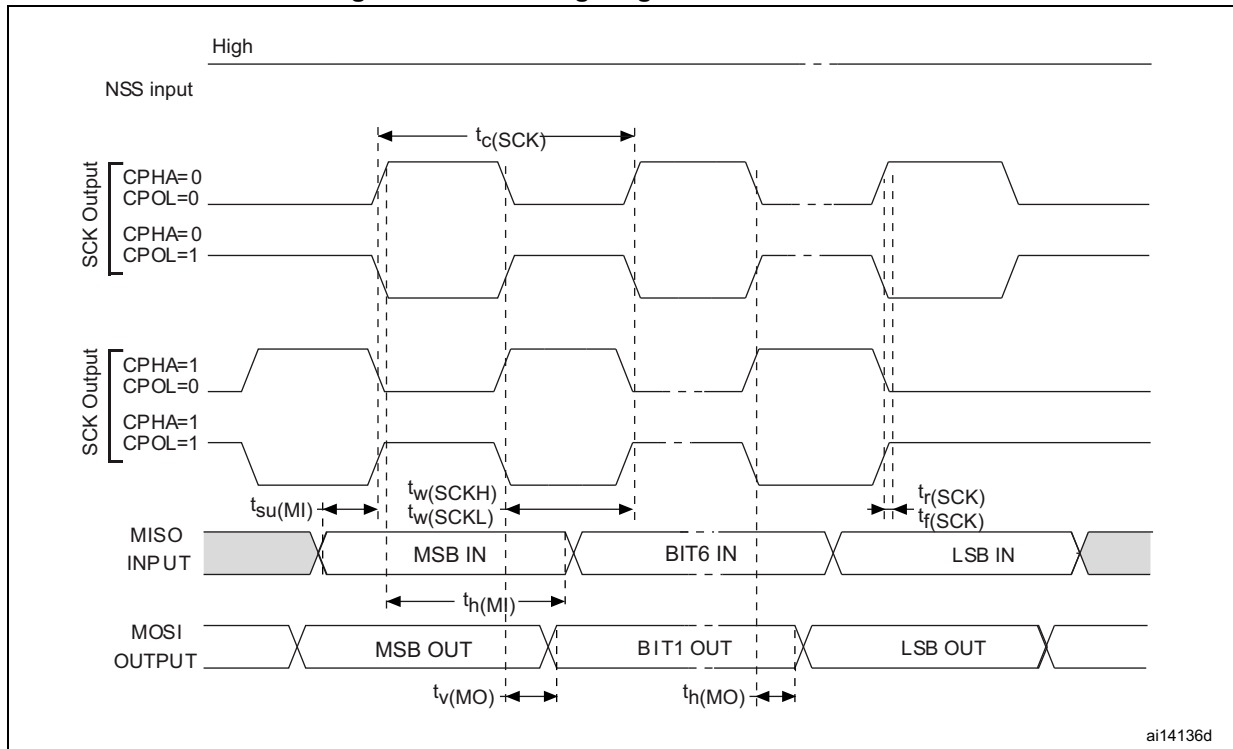 High
NSS input
tc(SCK)
SCK Output
CPHA=0
CPOL=0
CPHA=0
CPOL=1
SCK Output
CPHA=1
CPOL=0
CPHA=1
CPOL=1
tsu(MI)
tw(SCKH)
tw(SCKL)
tr(SCK)
tf(SCK)
MISO
INPUT
MSB IN
BIT6 IN
LSB IN
th(MI)
MOSI
OUTPUT
MSB OUT
BIT1 OUT
LSB OUT
tv(MO)
th(MO)
ai14136d